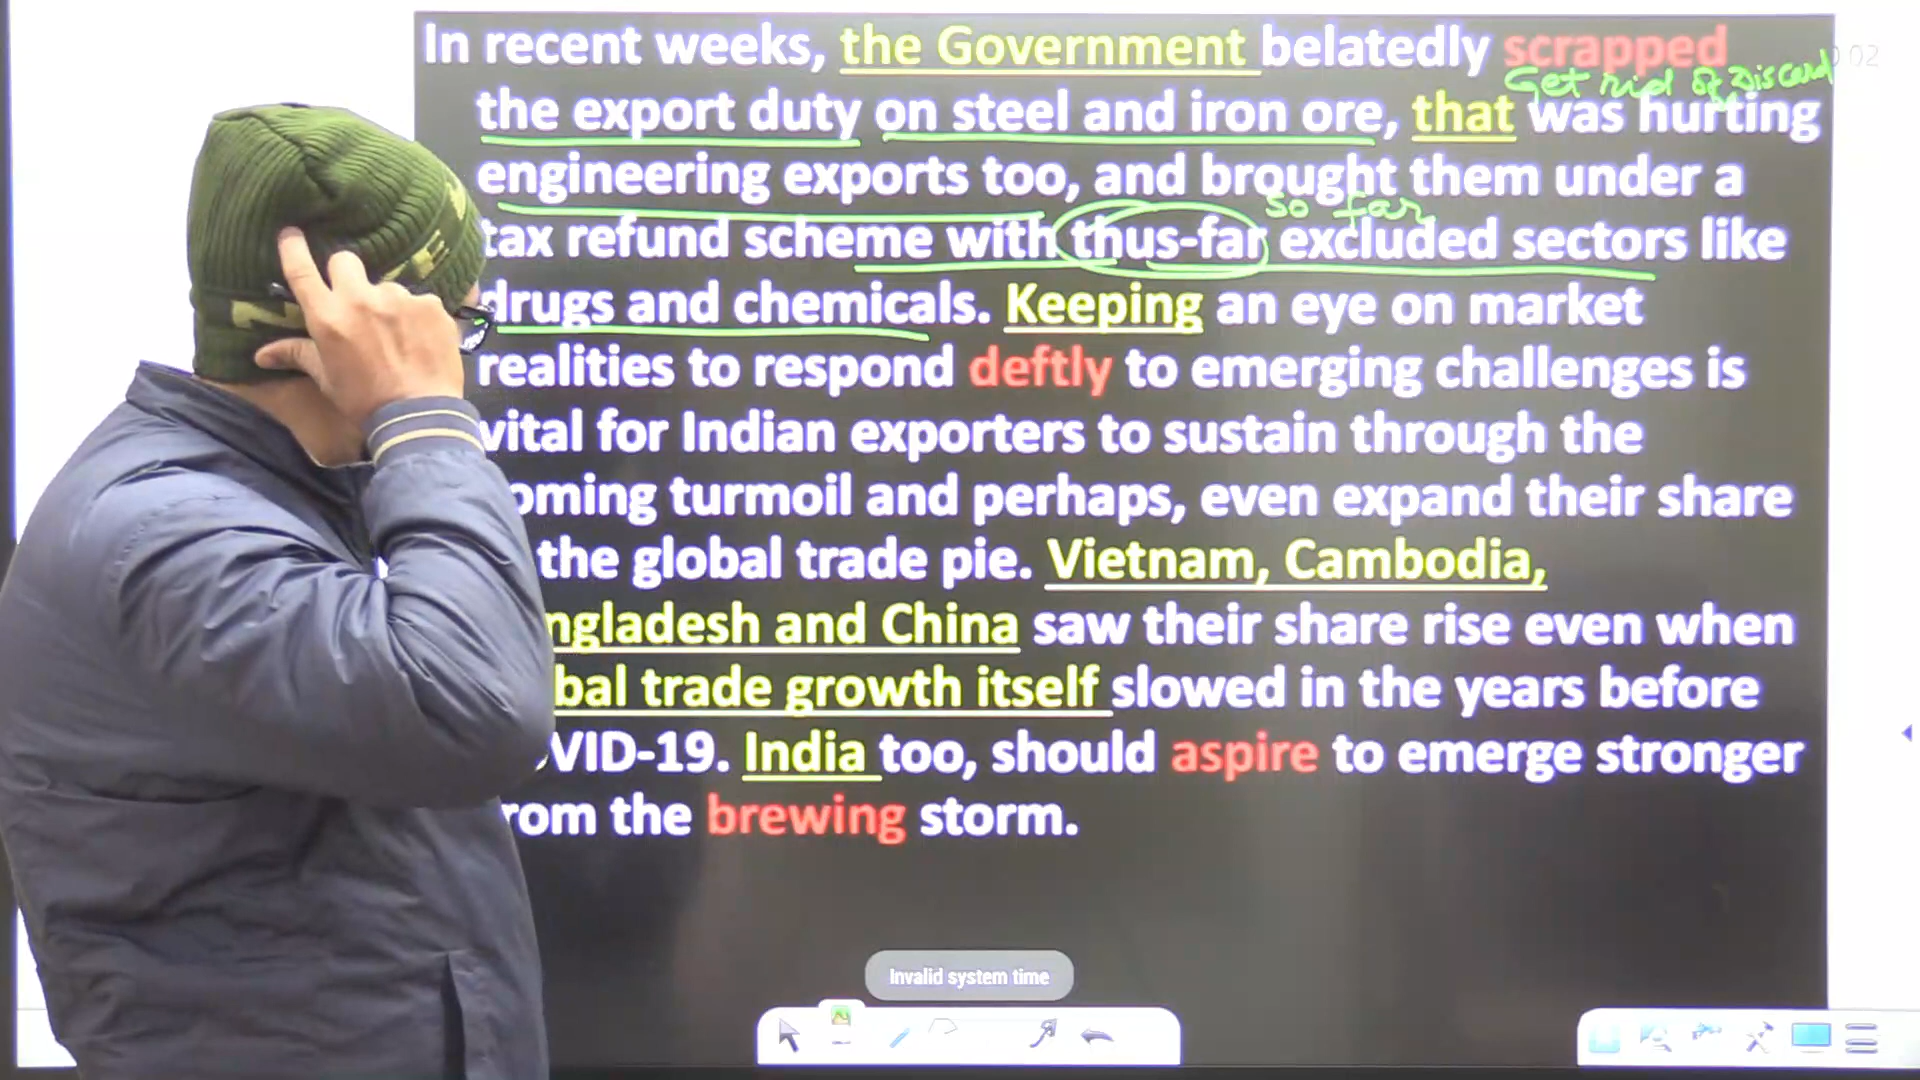 In recent weeks, the Government belatedly scrapped
02
Get rid of Discard
the export duty on steel and iron ore, that was hurting
engineering exports too, and brought them under a
so far
tax refund scheme with thus-far excluded sectors like
drugs and chemicals. Keeping an eye on market
realities to respond deftly to emerging challenges is
vital for Indian exporters to sustain through the
oming turmoil and perhaps, even expand their share
the global trade pie. Vietnam, Cambodia,
ngladesh and China saw their share rise even when
bal trade growth itself slowed in the years before
VID-19. India too, should aspire to emerge stronger
rom the brewing storm.
Invalid system time